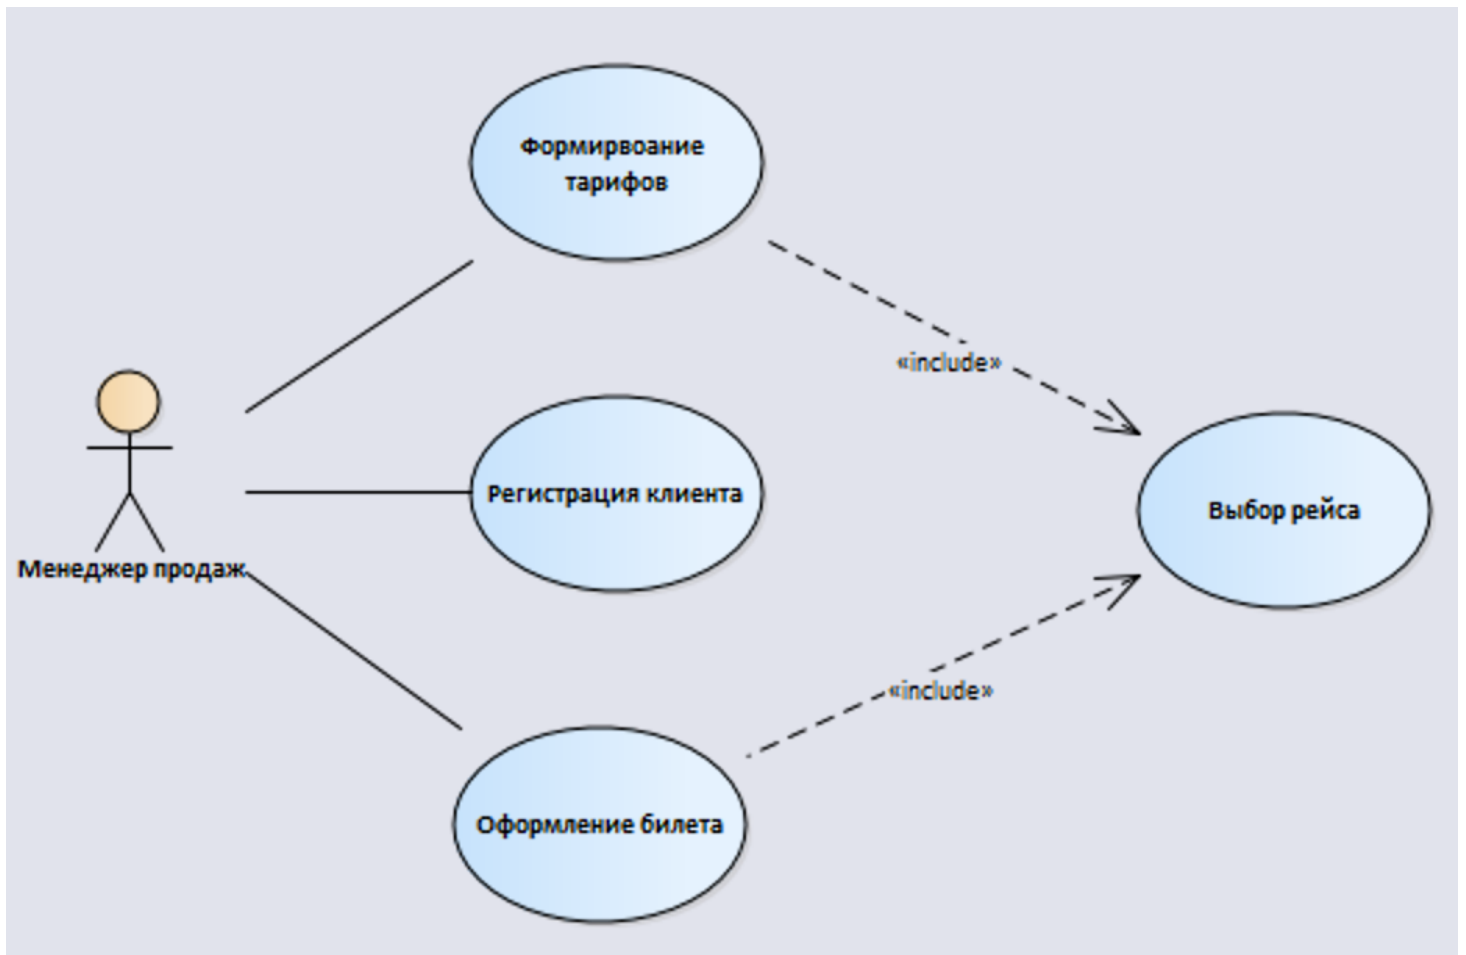 Формирвоание
тарифов
«include»
Регистрация клиента
Выбор рейса
Менеджер продаж
«include»
Оформление билета